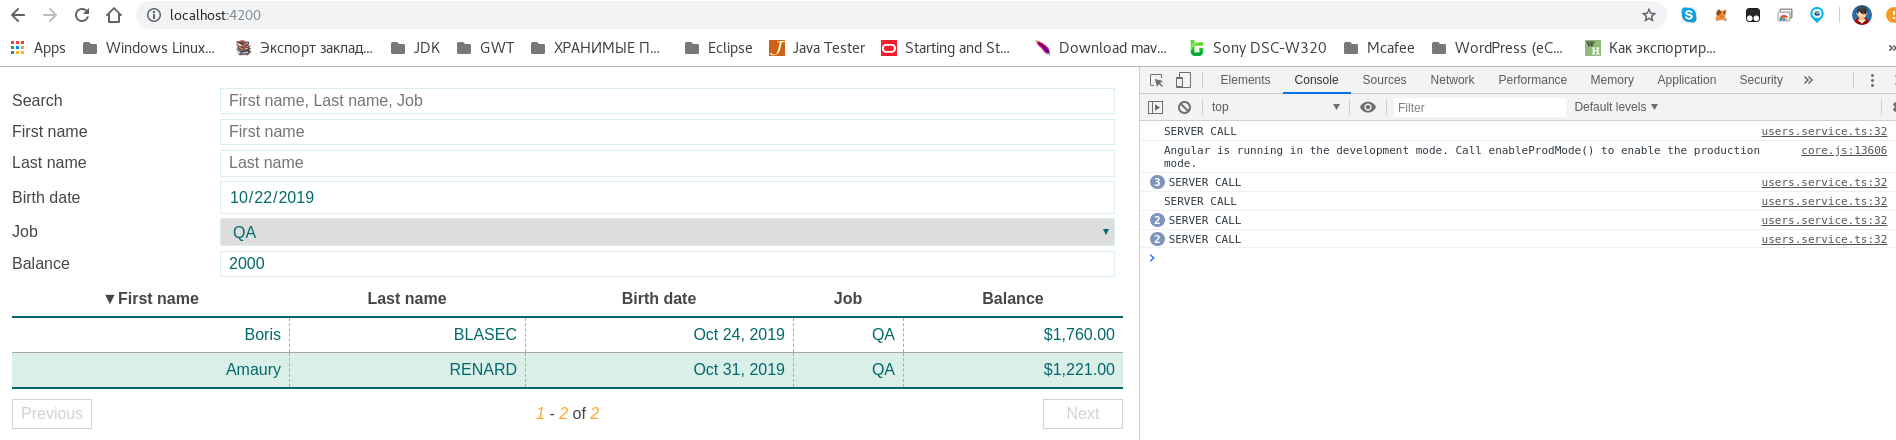 localhost:4200
Apps Windows Linux... Экспорт заклад... JDK GWT ХРАНИМЫЕ П... Eclipse Java Tester Starting and St... Download mav... Sony DSC-W320 Mcafee WordPress (eC... Как экспортир... »
Elements Console Sources Network Performance Memory Application Security »
top Filter Default levels
Search First name, Last name, Job
First name First name
Last name Last name
Birth date 10/22/2019
Job QA
Balance 2000
▼First name Last name Birth date Job Balance
Boris BLASEC Oct 24, 2019 QA $1,760.00
Amaury RENARD Oct 31, 2019 QA $1,221.00
Previous 1 - 2 of 2 Next
SERVER CALL users.service.ts:32
Angular is running in the development mode. Call enableProdMode() to enable the production core.js:13606
mode.
3 SERVER CALL users.service.ts:32
SERVER CALL users.service.ts:32
2 SERVER CALL users.service.ts:32
2 SERVER CALL users.service.ts:32